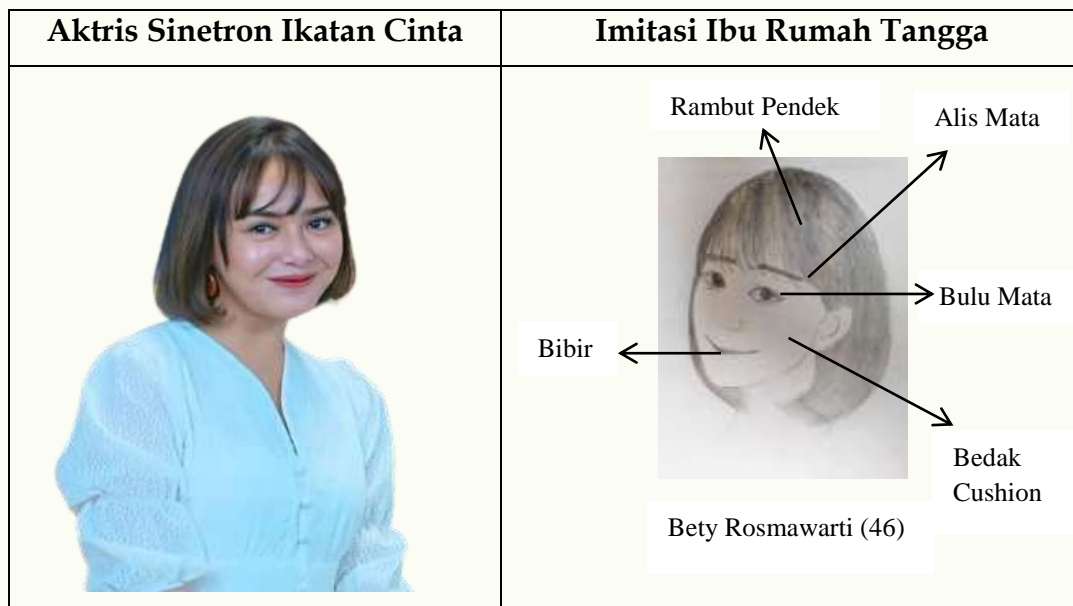 Aktris Sinetron Ikatan Cinta
Imitasi Ibu Rumah Tangga
Rambut Pendek
Alis Mata
Bulu Mata
Bibir
Bedak
Cushion
Bety Rosmawarti (46)